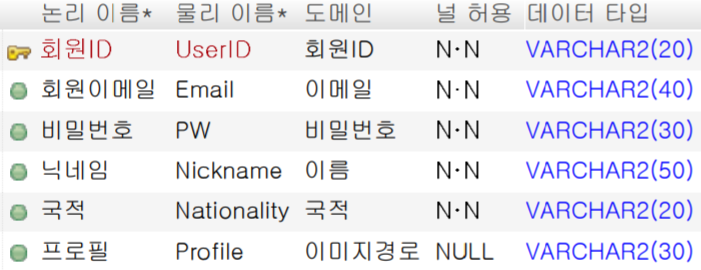 논리 이름* 물리 이름* 도메인 널 허용 데이터 타입
회원ID UserID 회원ID N·N VARCHAR2(20)
회원이메일 Email 이메일 N·N VARCHAR2(40)
비밀번호 PW 비밀번호 N·N VARCHAR2(30)
닉네임 Nickname 이름 N·N VARCHAR2(50)
국적 Nationality 국적 N·N VARCHAR2(20)
프로필 Profile 이미지경로 NULL VARCHAR2(30)